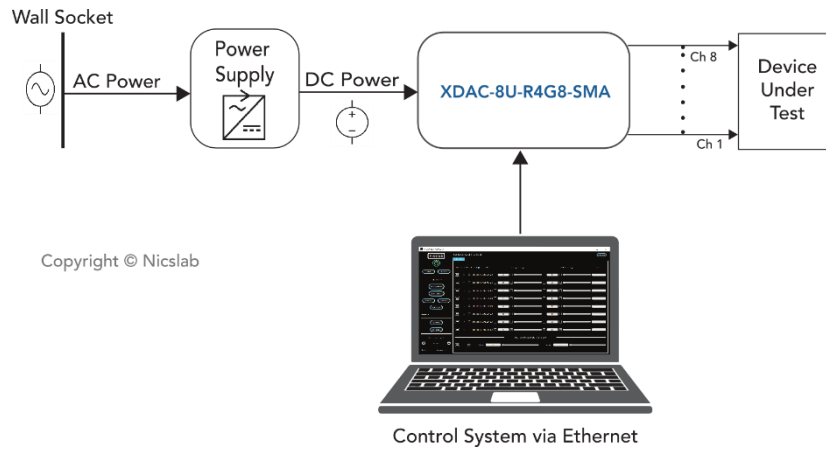 Wall Socket
AC Power
Power
Supply
DC Power
XDAC-8U-R4G8-SMA
Ch 8
Ch 1
Device
Under
Test
Copyright © Nicslab
Control System via Ethernet